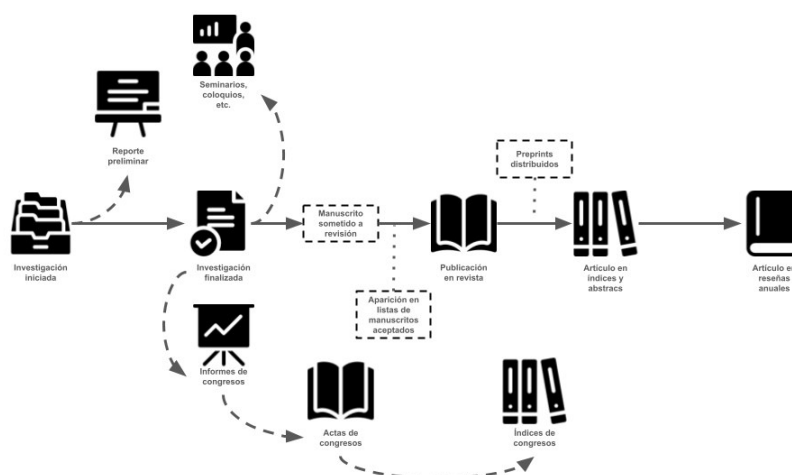 Seminarios,
coloquios,
etc.
Reporte
preliminar
Preprints
distribuidos
Manuscrito
sometido a
revisión
Investigación
iniciada
Investigación
finalizada
Publicación
en revista
Artículo en
índices y
abstracs
Artículo en
reseñas
anuales
Aparición en
listas de
manuscritos
aceptados
Informes de
congresos
Actas de
congresos
Índices de
congresos